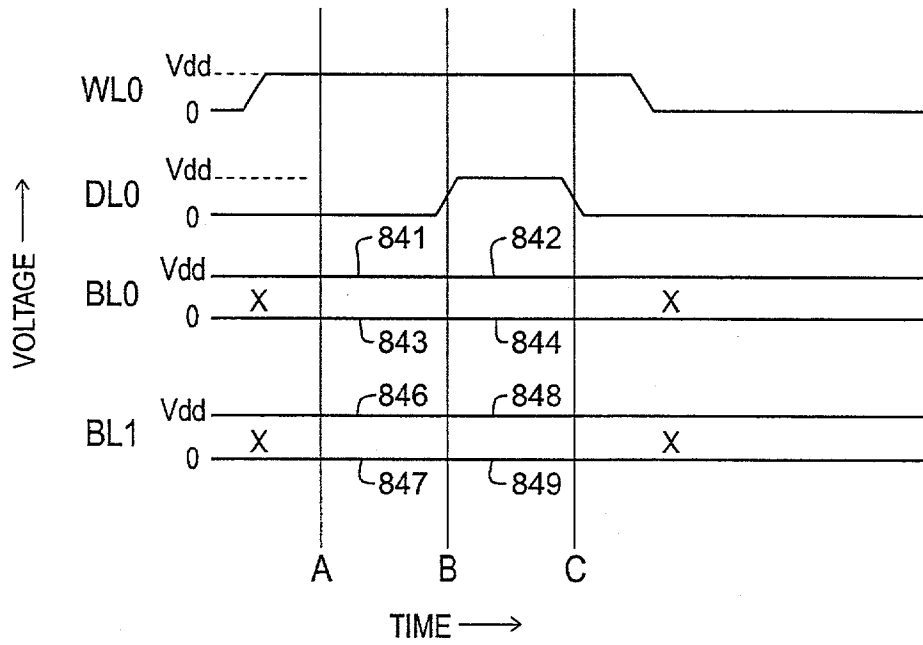 Vdd
WL0
0
Vdd
DL0
0
841
842
Vdd
BL0
X
X
0
843
844
846
848
Vdd
BL1
X
X
0
847
849
A
B
C
VOLTAGE
TIME